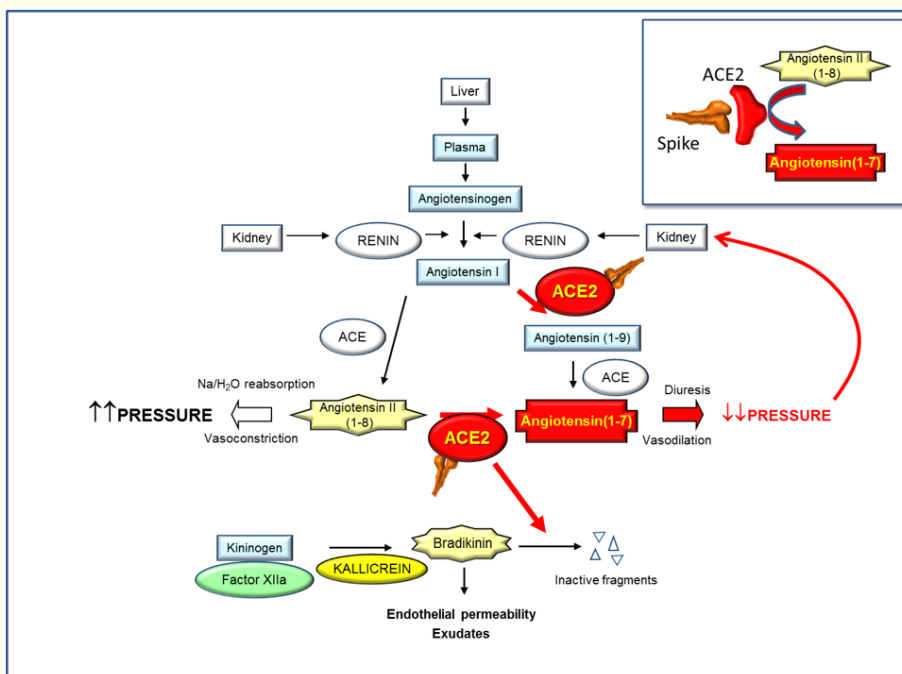 Angiotensin II
(1-8)
ACE2
Spike
Angiotensin(1-7)
Liver
Plasma
Angiotensinogen
Kidney
RENIN
RENIN
Kidney
Angiotensin I
ACE2
ACE
Angiotensin (1-9)
ACE
Na/H₂O reabsorption
Diuresis
↑↑PRESSURE
Angiotensin II
(1-8)
Angiotensin(1-7)
↓↓PRESSURE
Vasoconstriction
ACE2
Vasodilation
Kininogen
Bradikinin
Factor XIIa
KALLICREIN
Inactive fragments
Endothelial permeability
Exudates